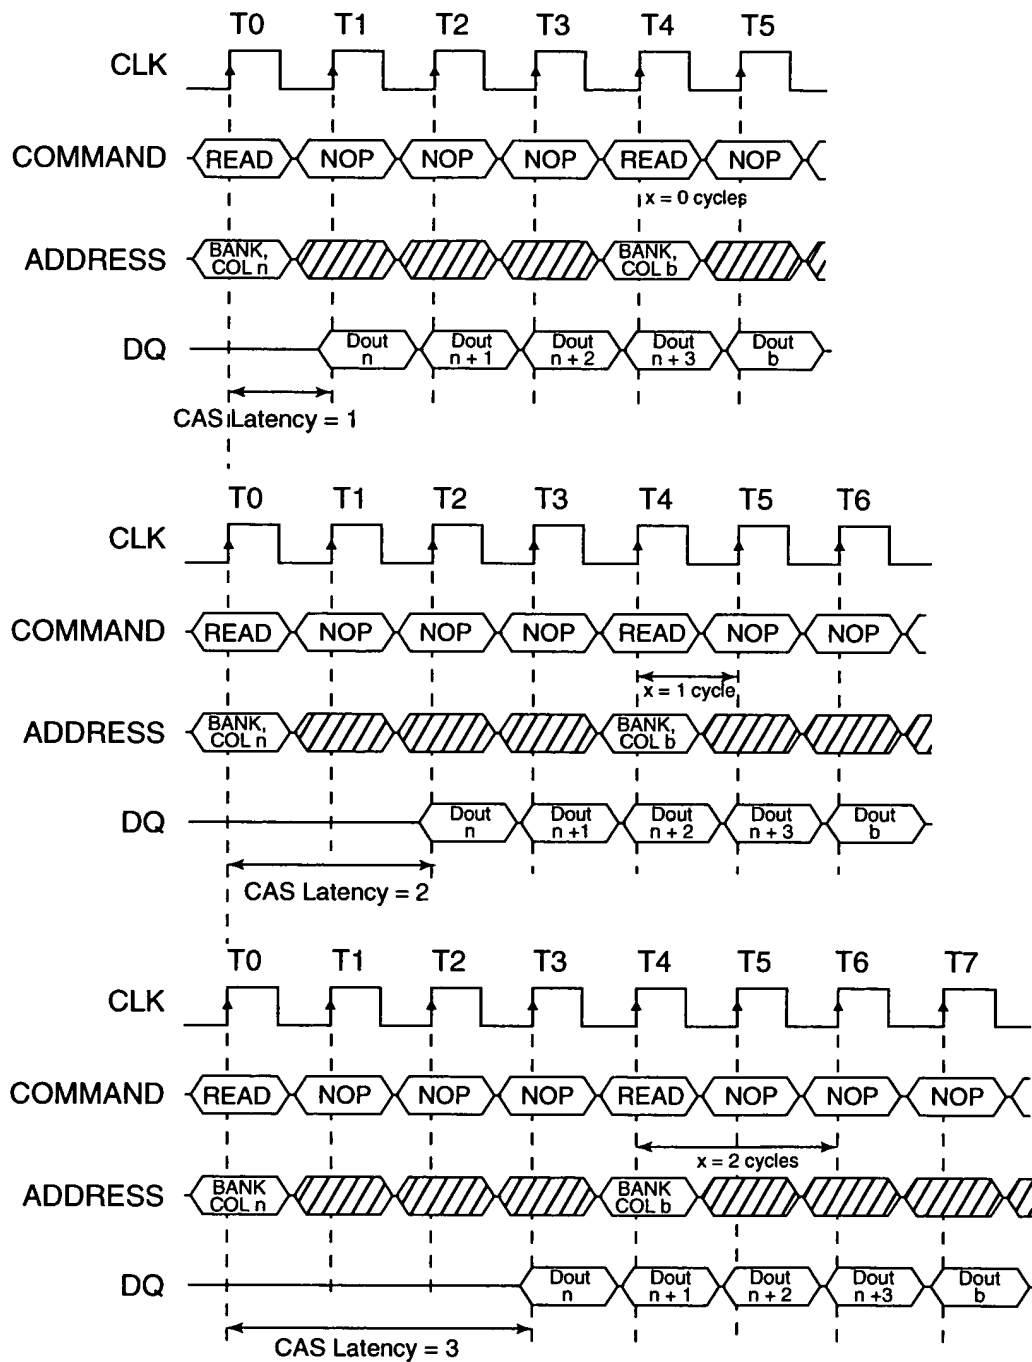 T0 T1 T2 T3 T4 T5
CLK
COMMAND READ NOP NOP NOP READ NOP
x = 0 cycles
ADDRESS BANK, COL n BANK, COL b
DQ Dout n Dout n + 1 Dout n + 2 Dout n + 3 Dout b
CAS Latency = 1
T0 T1 T2 T3 T4 T5 T6
CLK
COMMAND READ NOP NOP NOP READ NOP NOP
x = 1 cycle
ADDRESS BANK, COL n BANK, COL b
DQ Dout n Dout n +1 Dout n + 2 Dout n + 3 Dout b
CAS Latency = 2
T0 T1 T2 T3 T4 T5 T6 T7
CLK
COMMAND READ NOP NOP NOP READ NOP NOP NOP
x = 2 cycles
ADDRESS BANK COL n BANK COL b
DQ Dout n Dout n + 1 Dout n + 2 Dout n +3 Dout b
CAS Latency = 3